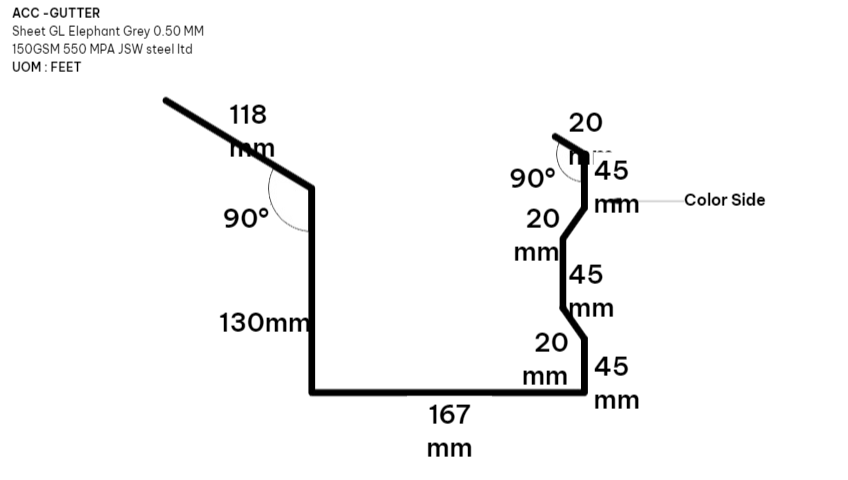 ACC -GUTTER
Sheet GL Elephant Grey 0.50 MM
150GSM 550 MPA JSW steel ltd
UOM : FEET
118
mm
20
45
mm
90°
Color Side
20
mm
90°
45
mm
130mm
20
mm
45
mm
167
mm